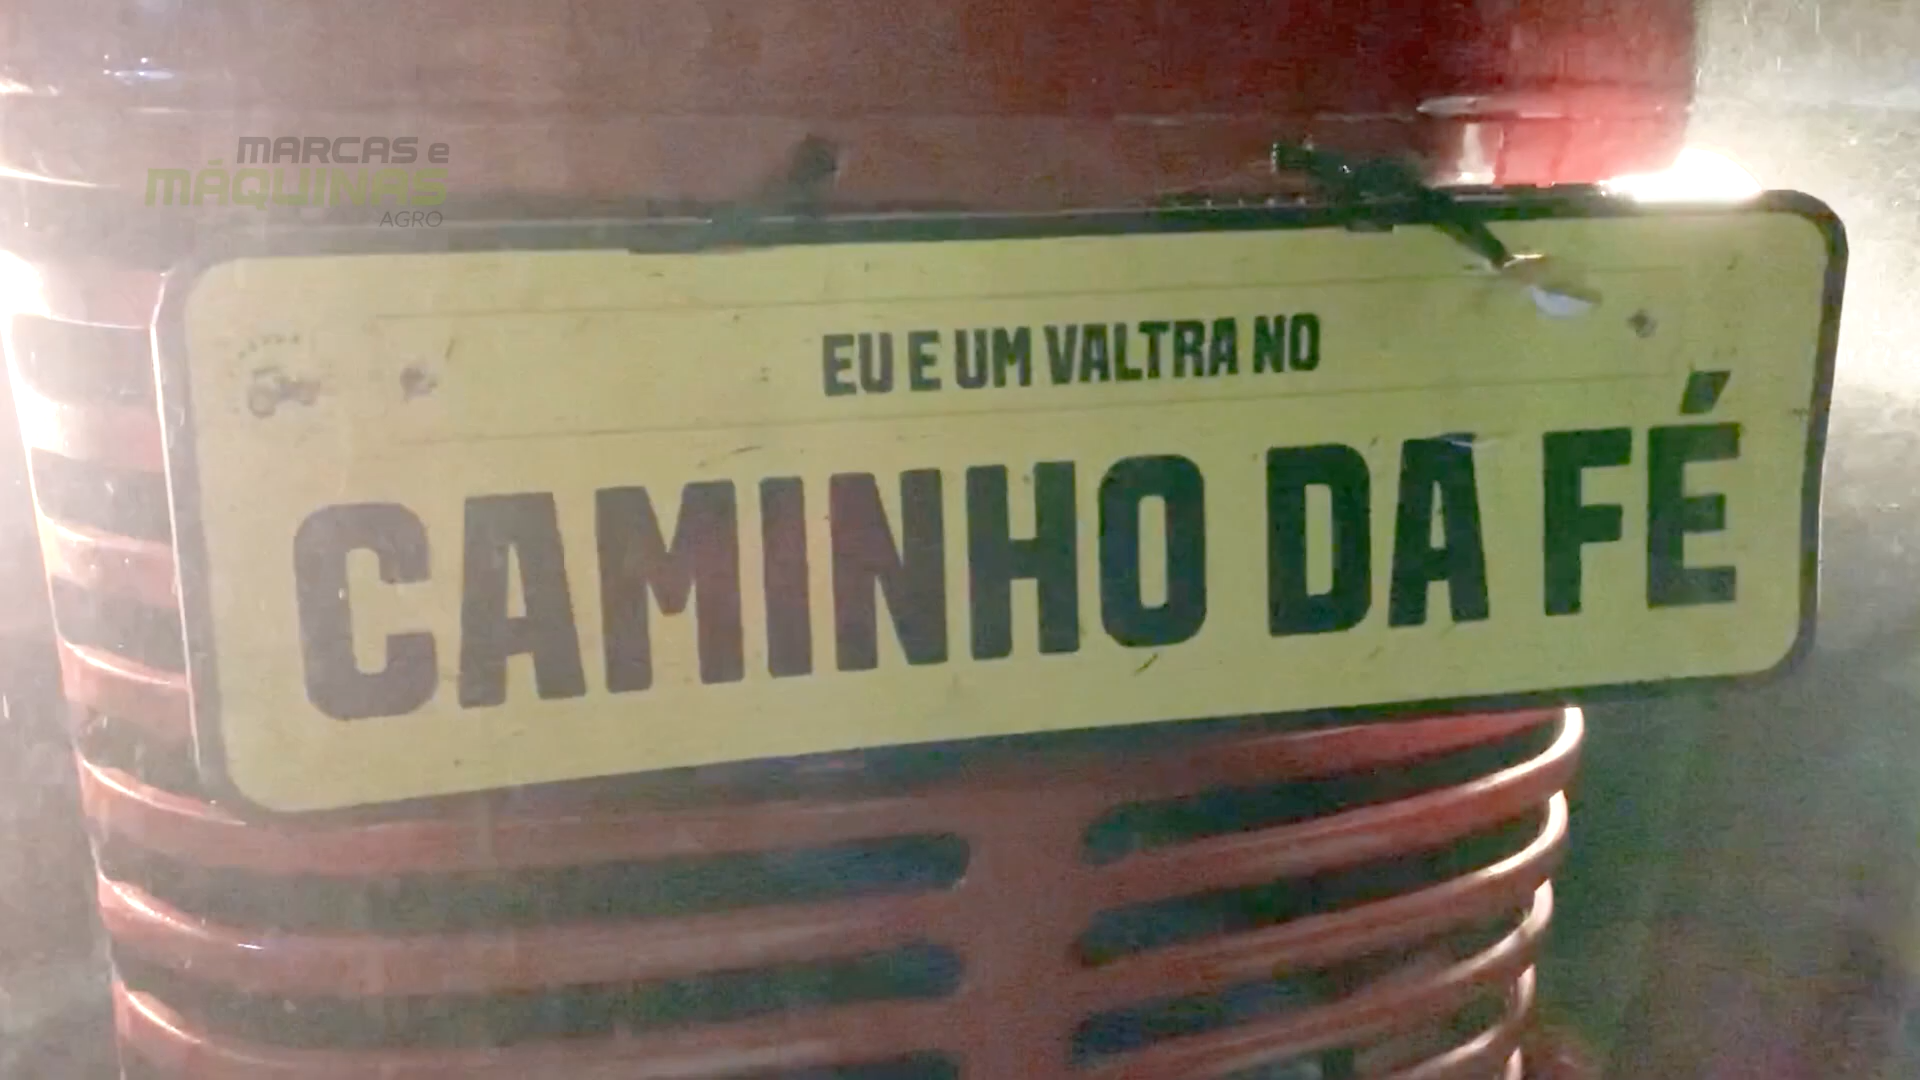 MARCAS e
MÁQUINAS
AGRO
EU E UM VALTRA NO
CAMINHO DA FÉ